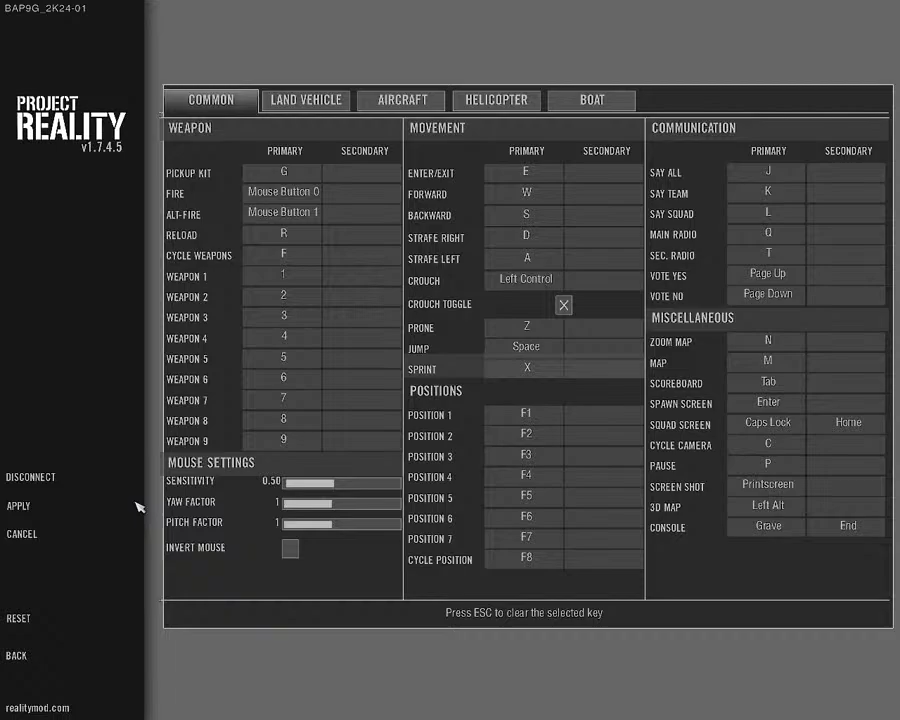 BAP9G_2K24-01
PROJECT
REALITY
v1.7.4.5
COMMON LAND VEHICLE AIRCRAFT HELICOPTER BOAT
WEAPON
PRIMARY SECONDARY
PICKUP KIT G
FIRE Mouse Button 0
ALT-FIRE Mouse Button 1
RELOAD R
CYCLE WEAPONS F
WEAPON 1 1
WEAPON 2 2
WEAPON 3 3
WEAPON 4 4
WEAPON 5 5
WEAPON 6 6
WEAPON 7 7
WEAPON 8 8
WEAPON 9 9
MOUSE SETTINGS
SENSITIVITY 0.50
YAW FACTOR 1
PITCH FACTOR 1
INVERT MOUSE
MOVEMENT
PRIMARY SECONDARY
ENTER/EXIT E
FORWARD W
BACKWARD S
STRAFE RIGHT D
STRAFE LEFT A
CROUCH Left Control
CROUCH TOGGLE X
PRONE Z
JUMP Space
SPRINT X
POSITIONS
POSITION 1 F1
POSITION 2 F2
POSITION 3 F3
POSITION 4 F4
POSITION 5 F5
POSITION 6 F6
POSITION 7 F7
CYCLE POSITION F8
COMMUNICATION
PRIMARY SECONDARY
SAY ALL J
SAY TEAM K
SAY SQUAD L
MAIN RADIO Q
SEC. RADIO T
VOTE YES Page Up
VOTE NO Page Down
MISCELLANEOUS
ZOOM MAP N
MAP M
SCOREBOARD Tab
SPAWN SCREEN Enter
SQUAD SCREEN Caps Lock Home
CYCLE CAMERA C
PAUSE P
SCREEN SHOT Printscreen
3D MAP Left Alt
CONSOLE Grave End
Press ESC to clear the selected key
DISCONNECT
APPLY
CANCEL
RESET
BACK
realitymod.com